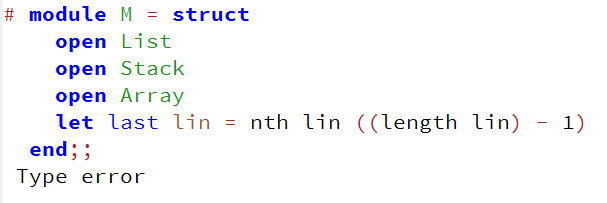 # module M = struct
    open List
    open Stack
    open Array
    let last lin = nth lin ((length lin) - 1)
  end;;
 Type error